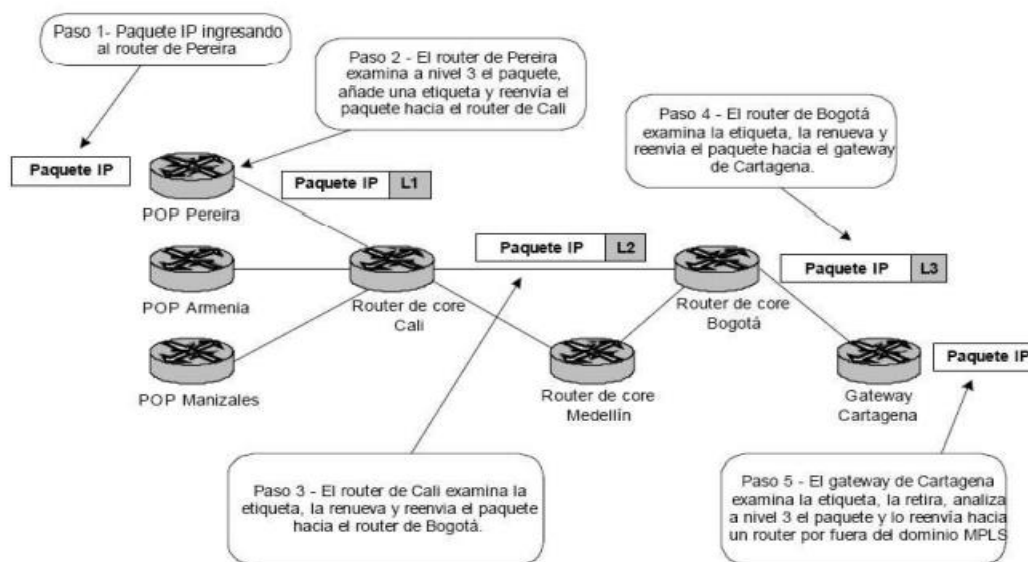 Paso 1- Paquete IP ingresando
al router de Pereira
Paso 2 - El router de Pereira
examina a nivel 3 el paquete,
añade una etiqueta y reenvía el
paquete hacia el router de Cali
Paso 4 - El router de Bogotá
examina la etiqueta, la renueva y
reenvia el paquete hacia el gateway
de Cartagena.
Paquete IP
POP Pereira
Paquete IP L1
Paquete IP L2
Paquete IP L3
POP Armenia
Router de core
Cali
Router de core
Bogotá
POP Manizales
Router de core
Medellín
Gateway
Cartagena
Paquete IP
Paso 3 - El router de Cali examina la
etiqueta, la renueva y reenvia el paquete
hacia el router de Bogotá.
Paso 5 - El gateway de Cartagena
examina la etiqueta, la retira, analiza
a nivel 3 el paquete y lo reenvía hacia
un router por fuera del dominio MPLS